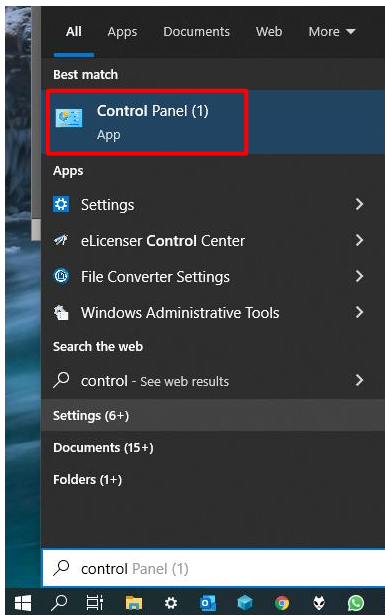 All Apps Documents Web More
Best match
Control Panel (1)
App
Apps
Settings
eLicenser Control Center
File Converter Settings
Windows Administrative Tools
Search the web
control - See web results
Settings (6+)
Documents (15+)
Folders (1+)
control Panel (1)